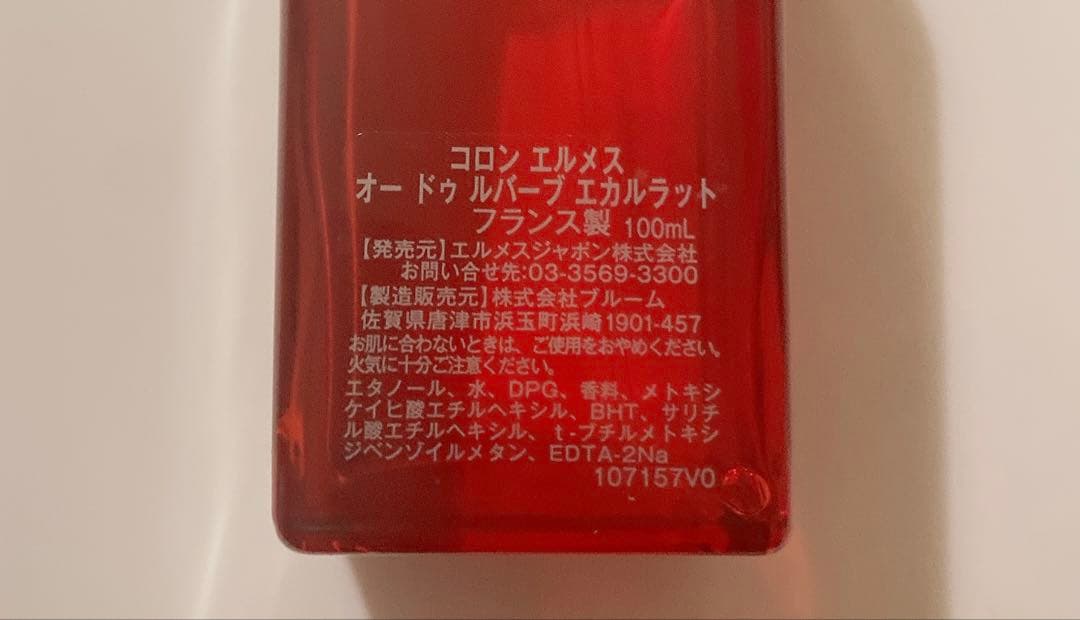 コロン エルメス
オー ドゥ ルバーブ エカルラット
フランス製 100mL
【発売元】エルメスジャポン株式会社
お問い合せ先:03-3569-3300
【製造販売元】株式会社ブルーム
佐賀県唐津市浜玉町浜崎1901-457
お肌に合わないときは、ご使用をおやめください。
火気に十分ご注意ください。
エタノール、水、DPG、香料、メトキシ
ケイヒ酸エチルヘキシル、BHT、サリチ
ル酸エチルヘキシル、t-ブチルメトキシ
ジベンゾイルメタン、EDTA-2Na
107157V0